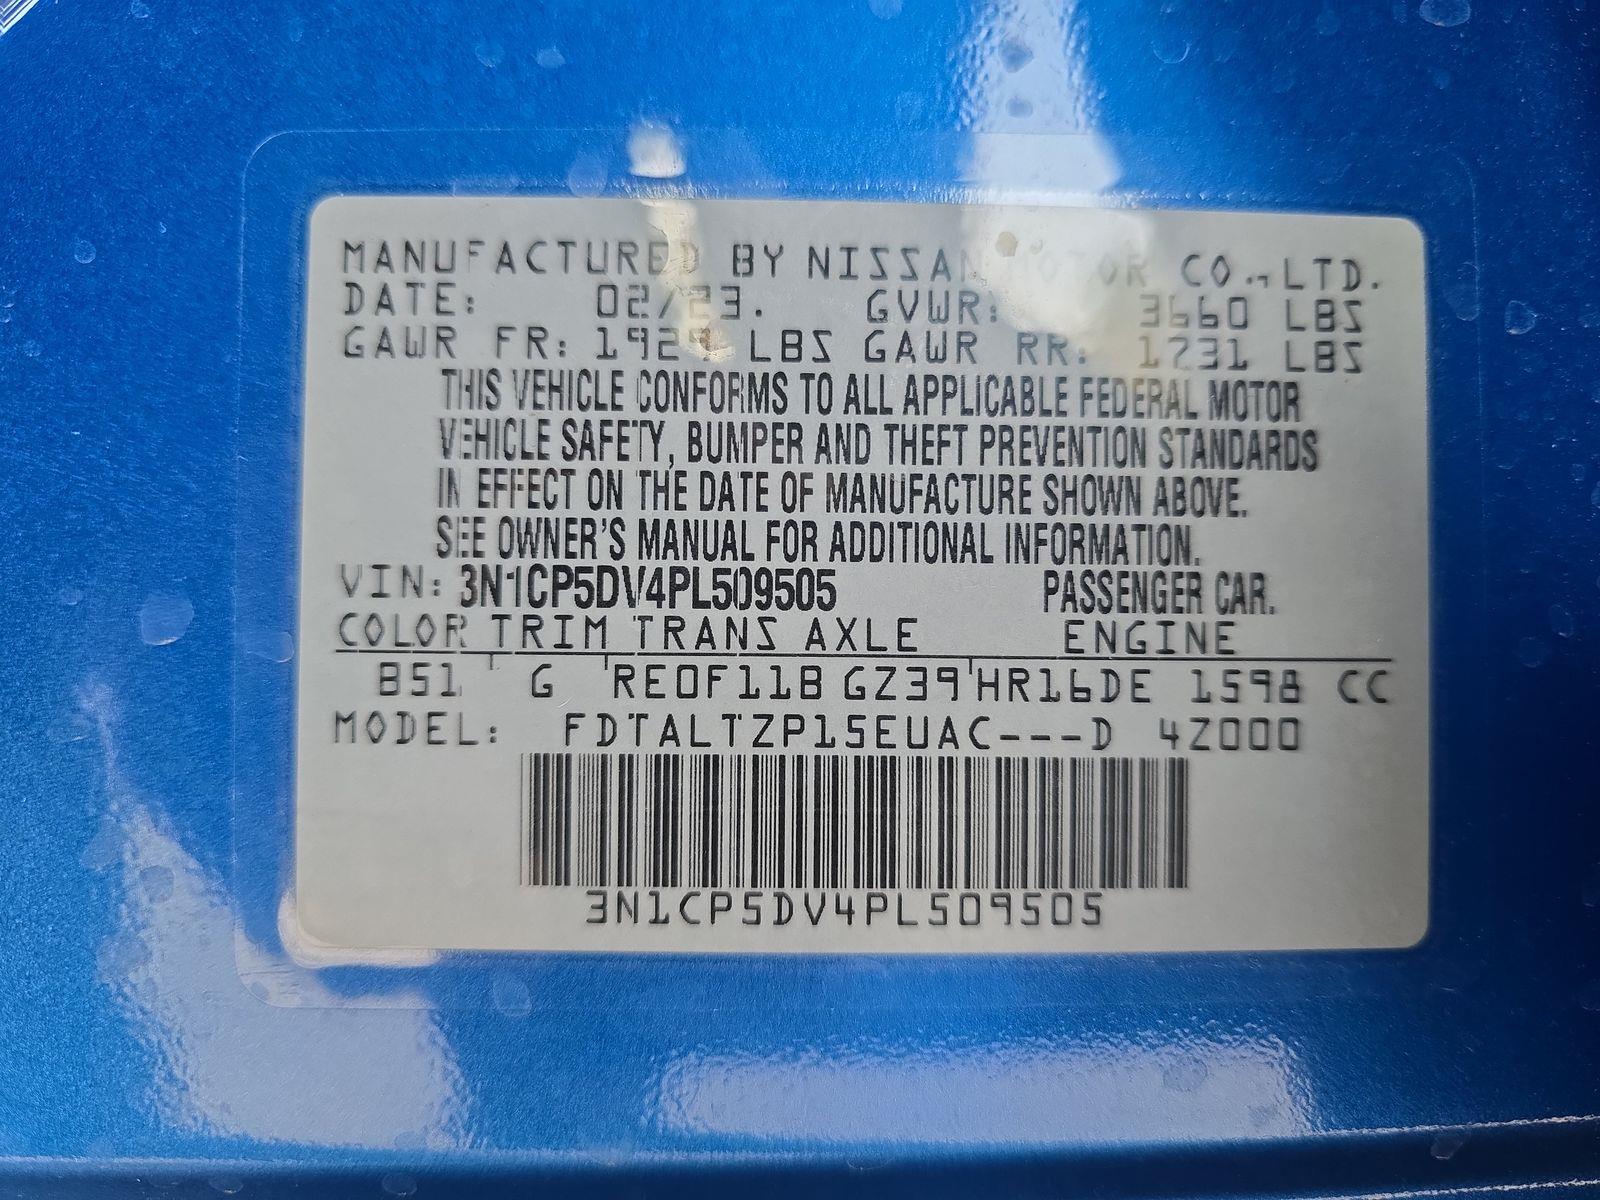 MANUFACTURED BY NISSAN MOTOR CO., LTD.
DATE: 02/23. GVWR: 3660 LBS
GAWR FR: 1929 LBS GAWR RR: 1731 LBS
THIS VEHICLE CONFORMS TO ALL APPLICABLE FEDERAL MOTOR
VEHICLE SAFETY, BUMPER AND THEFT PREVENTION STANDARDS
IN EFFECT ON THE DATE OF MANUFACTURE SHOWN ABOVE.
SEE OWNER'S MANUAL FOR ADDITIONAL INFORMATION.
VIN: 3N1CP5DV4PL509505 PASSENGER CAR.
COLOR TRIM TRANS AXLE ENGINE
B51 G RE0F11B GZ39 HR16DE 1598 CC
MODEL: FDTALTZP15EUAC---D 4Z000
3N1CP5DV4PL509505